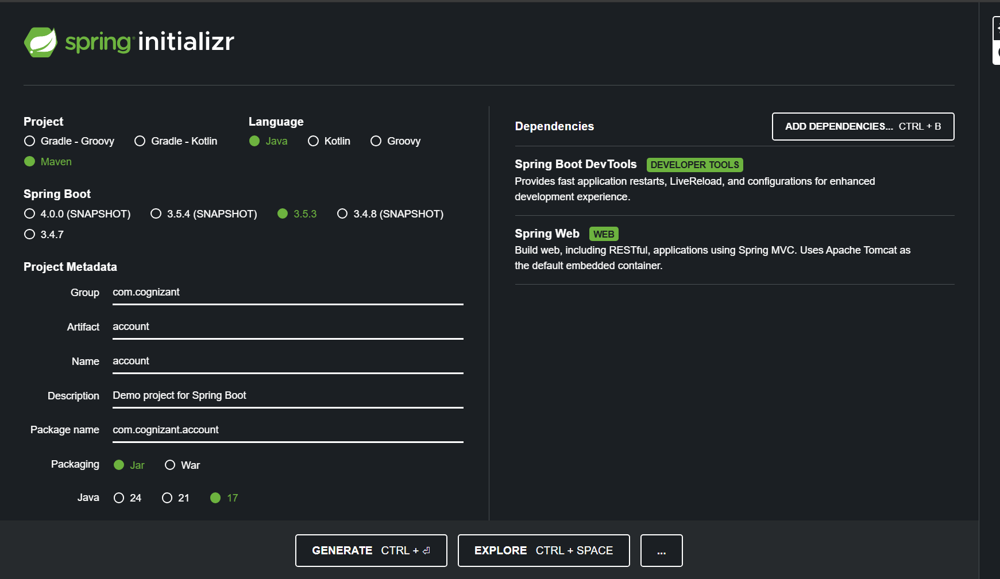 spring initializr
Project
Gradle - Groovy Gradle - Kotlin
Maven
Language
Java Kotlin Groovy
Spring Boot
4.0.0 (SNAPSHOT) 3.5.4 (SNAPSHOT) 3.5.3 3.4.8 (SNAPSHOT)
3.4.7
Project Metadata
Group com.cognizant
Artifact account
Name account
Description Demo project for Spring Boot
Package name com.cognizant.account
Packaging Jar War
Java 24 21 17
Dependencies
ADD DEPENDENCIES... CTRL + B
Spring Boot DevTools DEVELOPER TOOLS
Provides fast application restarts, LiveReload, and configurations for enhanced
development experience.
Spring Web WEB
Build web, including RESTful, applications using Spring MVC. Uses Apache Tomcat as
the default embedded container.
GENERATE CTRL + ⏎ EXPLORE CTRL + SPACE ...